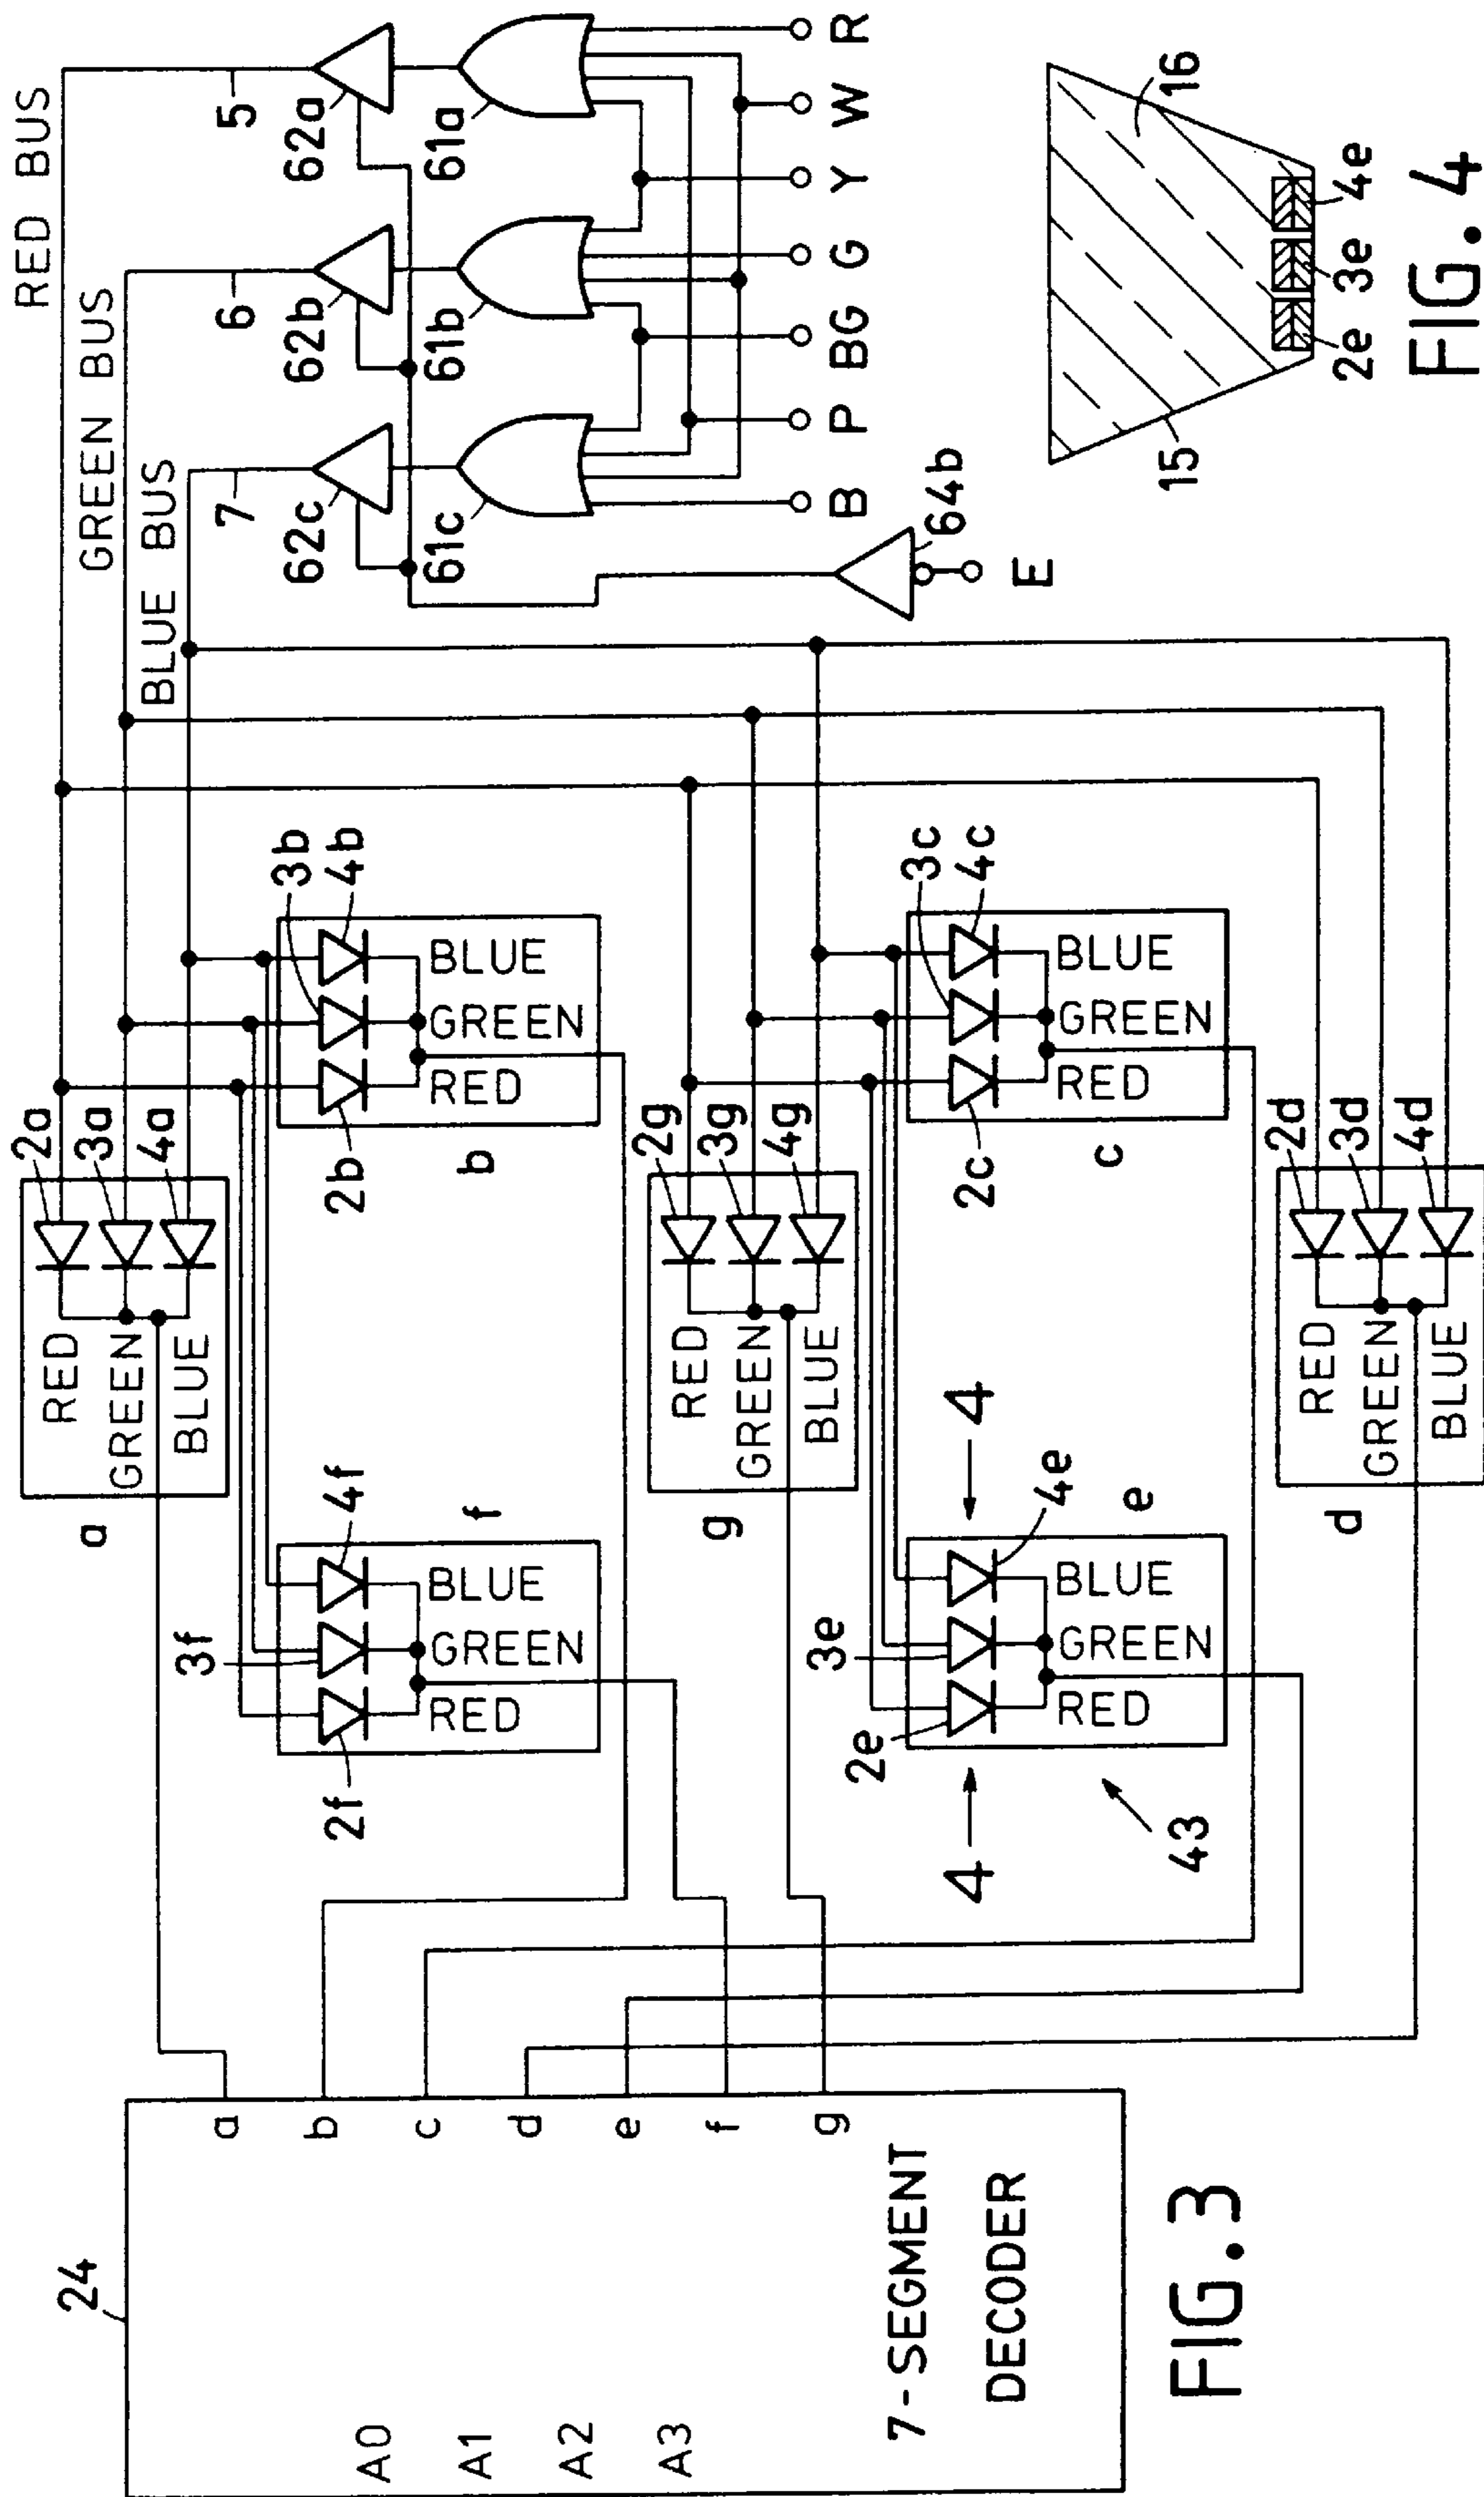 24
A0
A1
A2
A3
7-SEGMENT
DECODER
a
b
c
d
e
f
g
FIG.3
a
RED
GREEN
BLUE
2a
3a
4a
f
2f
3f
4f
RED
GREEN
BLUE
b
2b
3b
4b
RED
GREEN
BLUE
g
RED
GREEN
BLUE
2g
3g
4g
4
4
43
e
2e
3e
4e
RED
GREEN
BLUE
c
2c
3c
4c
RED
GREEN
BLUE
d
RED
GREEN
BLUE
2d
3d
4d
RED BUS
GREEN BUS
BLUE BUS
5
6
7
62a
62b
62c
61a
61b
61c
64b
E
B
P
BG
G
Y
W
R
15
16
2e
3e
4e
FIG.4